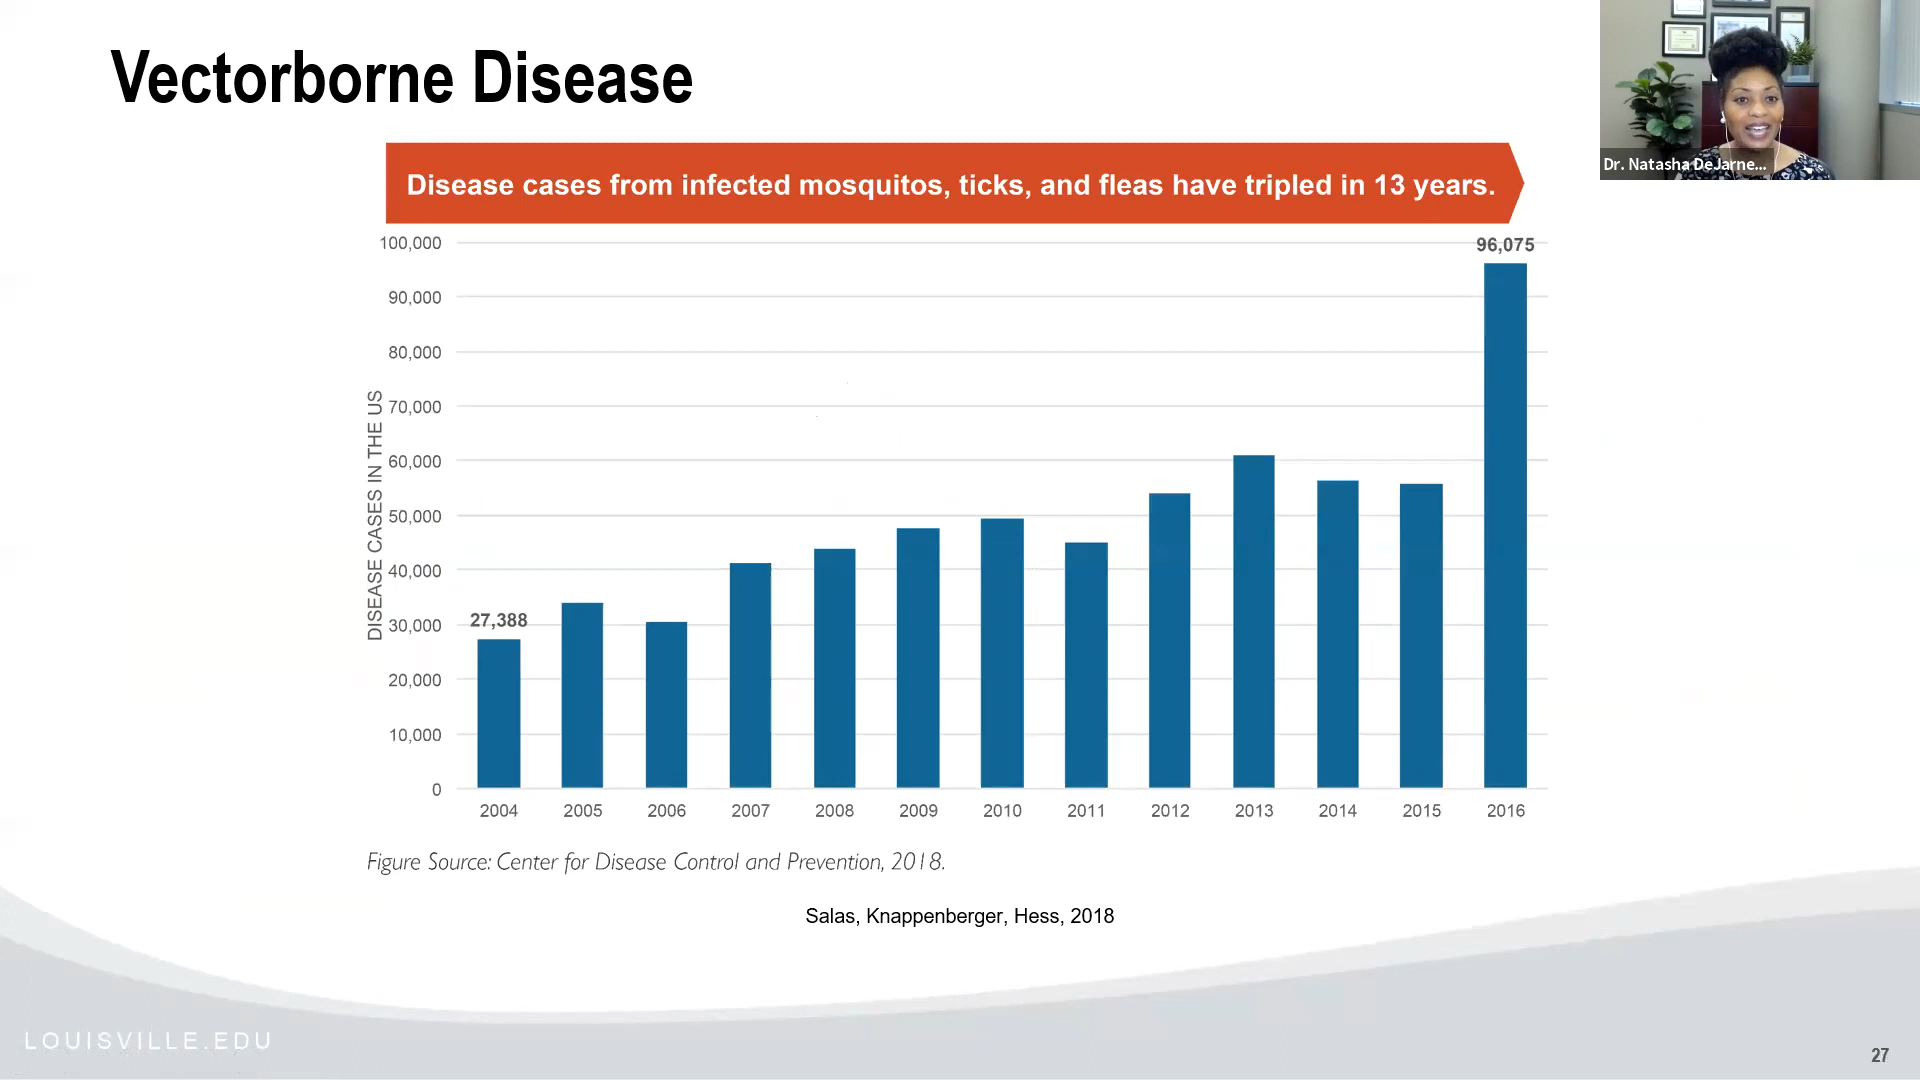 Vectorborne Disease
Dr. Natasha DeJarne...
Disease cases from infected mosquitos, ticks, and fleas have tripled in 13 years.
DISEASE CASES IN THE US
100,000
90,000
80,000
70,000
60,000
50,000
40,000
30,000
20,000
10,000
0
27,388
96,075
2004 2005 2006 2007 2008 2009 2010 2011 2012 2013 2014 2015 2016
Figure Source: Center for Disease Control and Prevention, 2018.
Salas, Knappenberger, Hess, 2018
LOUISVILLE.EDU
27